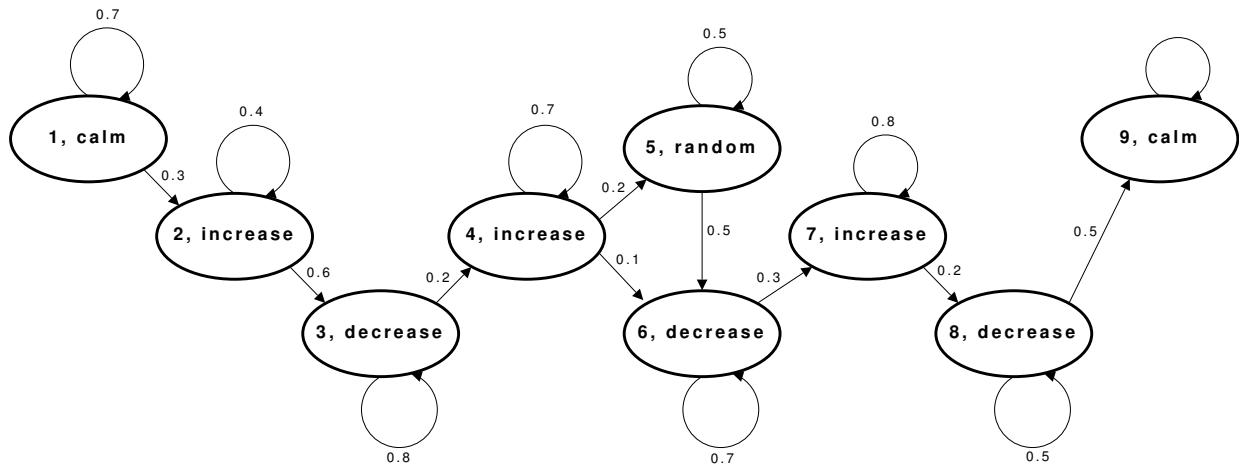 0.7
1, calm
0.3
0.4
2, increase
0.6
3, decrease
0.8
0.2
0.7
4, increase
0.2
0.1
0.5
5, random
0.5
6, decrease
0.7
0.3
0.8
7, increase
0.2
8, decrease
0.5
0.5
9, calm